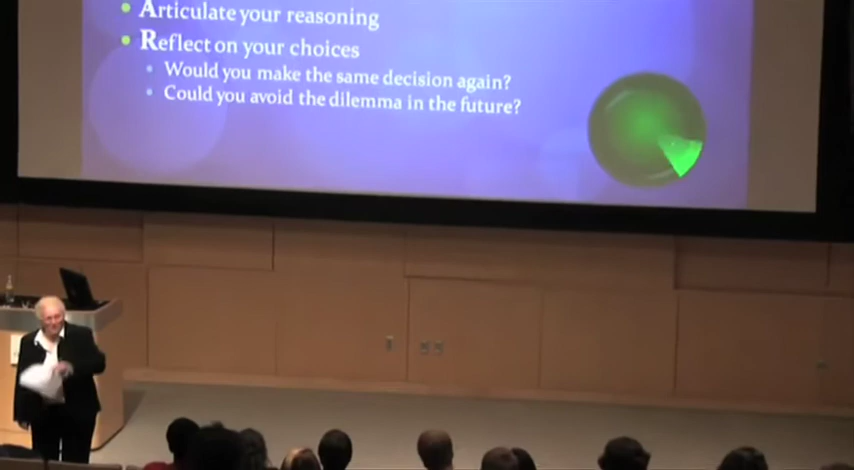 Articulate your reasoning
Reflect on your choices
Would you make the same decision again?
Could you avoid the dilemma in the future?